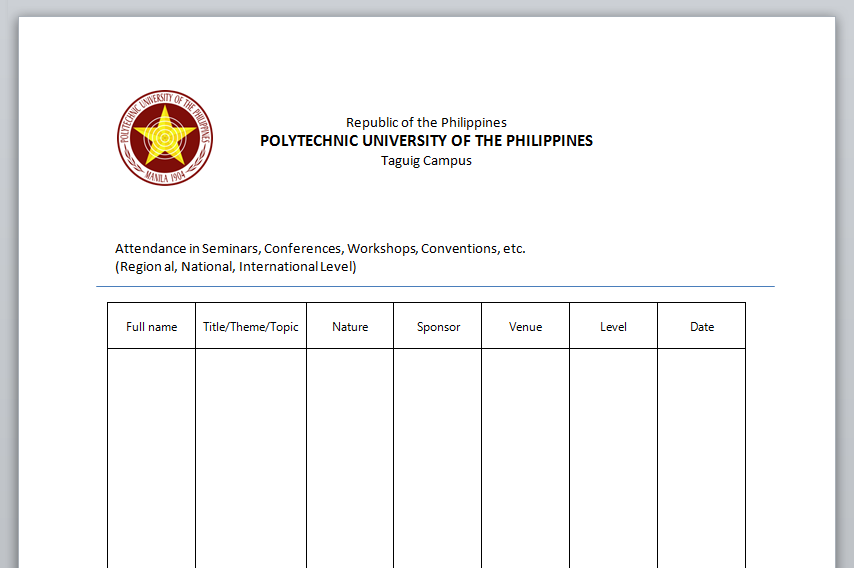 POLYTECHNIC UNIVERSITY OF THE PHILIPPINES
MANILA 1904
Republic of the Philippines
POLYTECHNIC UNIVERSITY OF THE PHILIPPINES
Taguig Campus
Attendance in Seminars, Conferences, Workshops, Conventions, etc.
(Regional, National, International Level)
Full name Title/Theme/Topic Nature Sponsor Venue Level Date